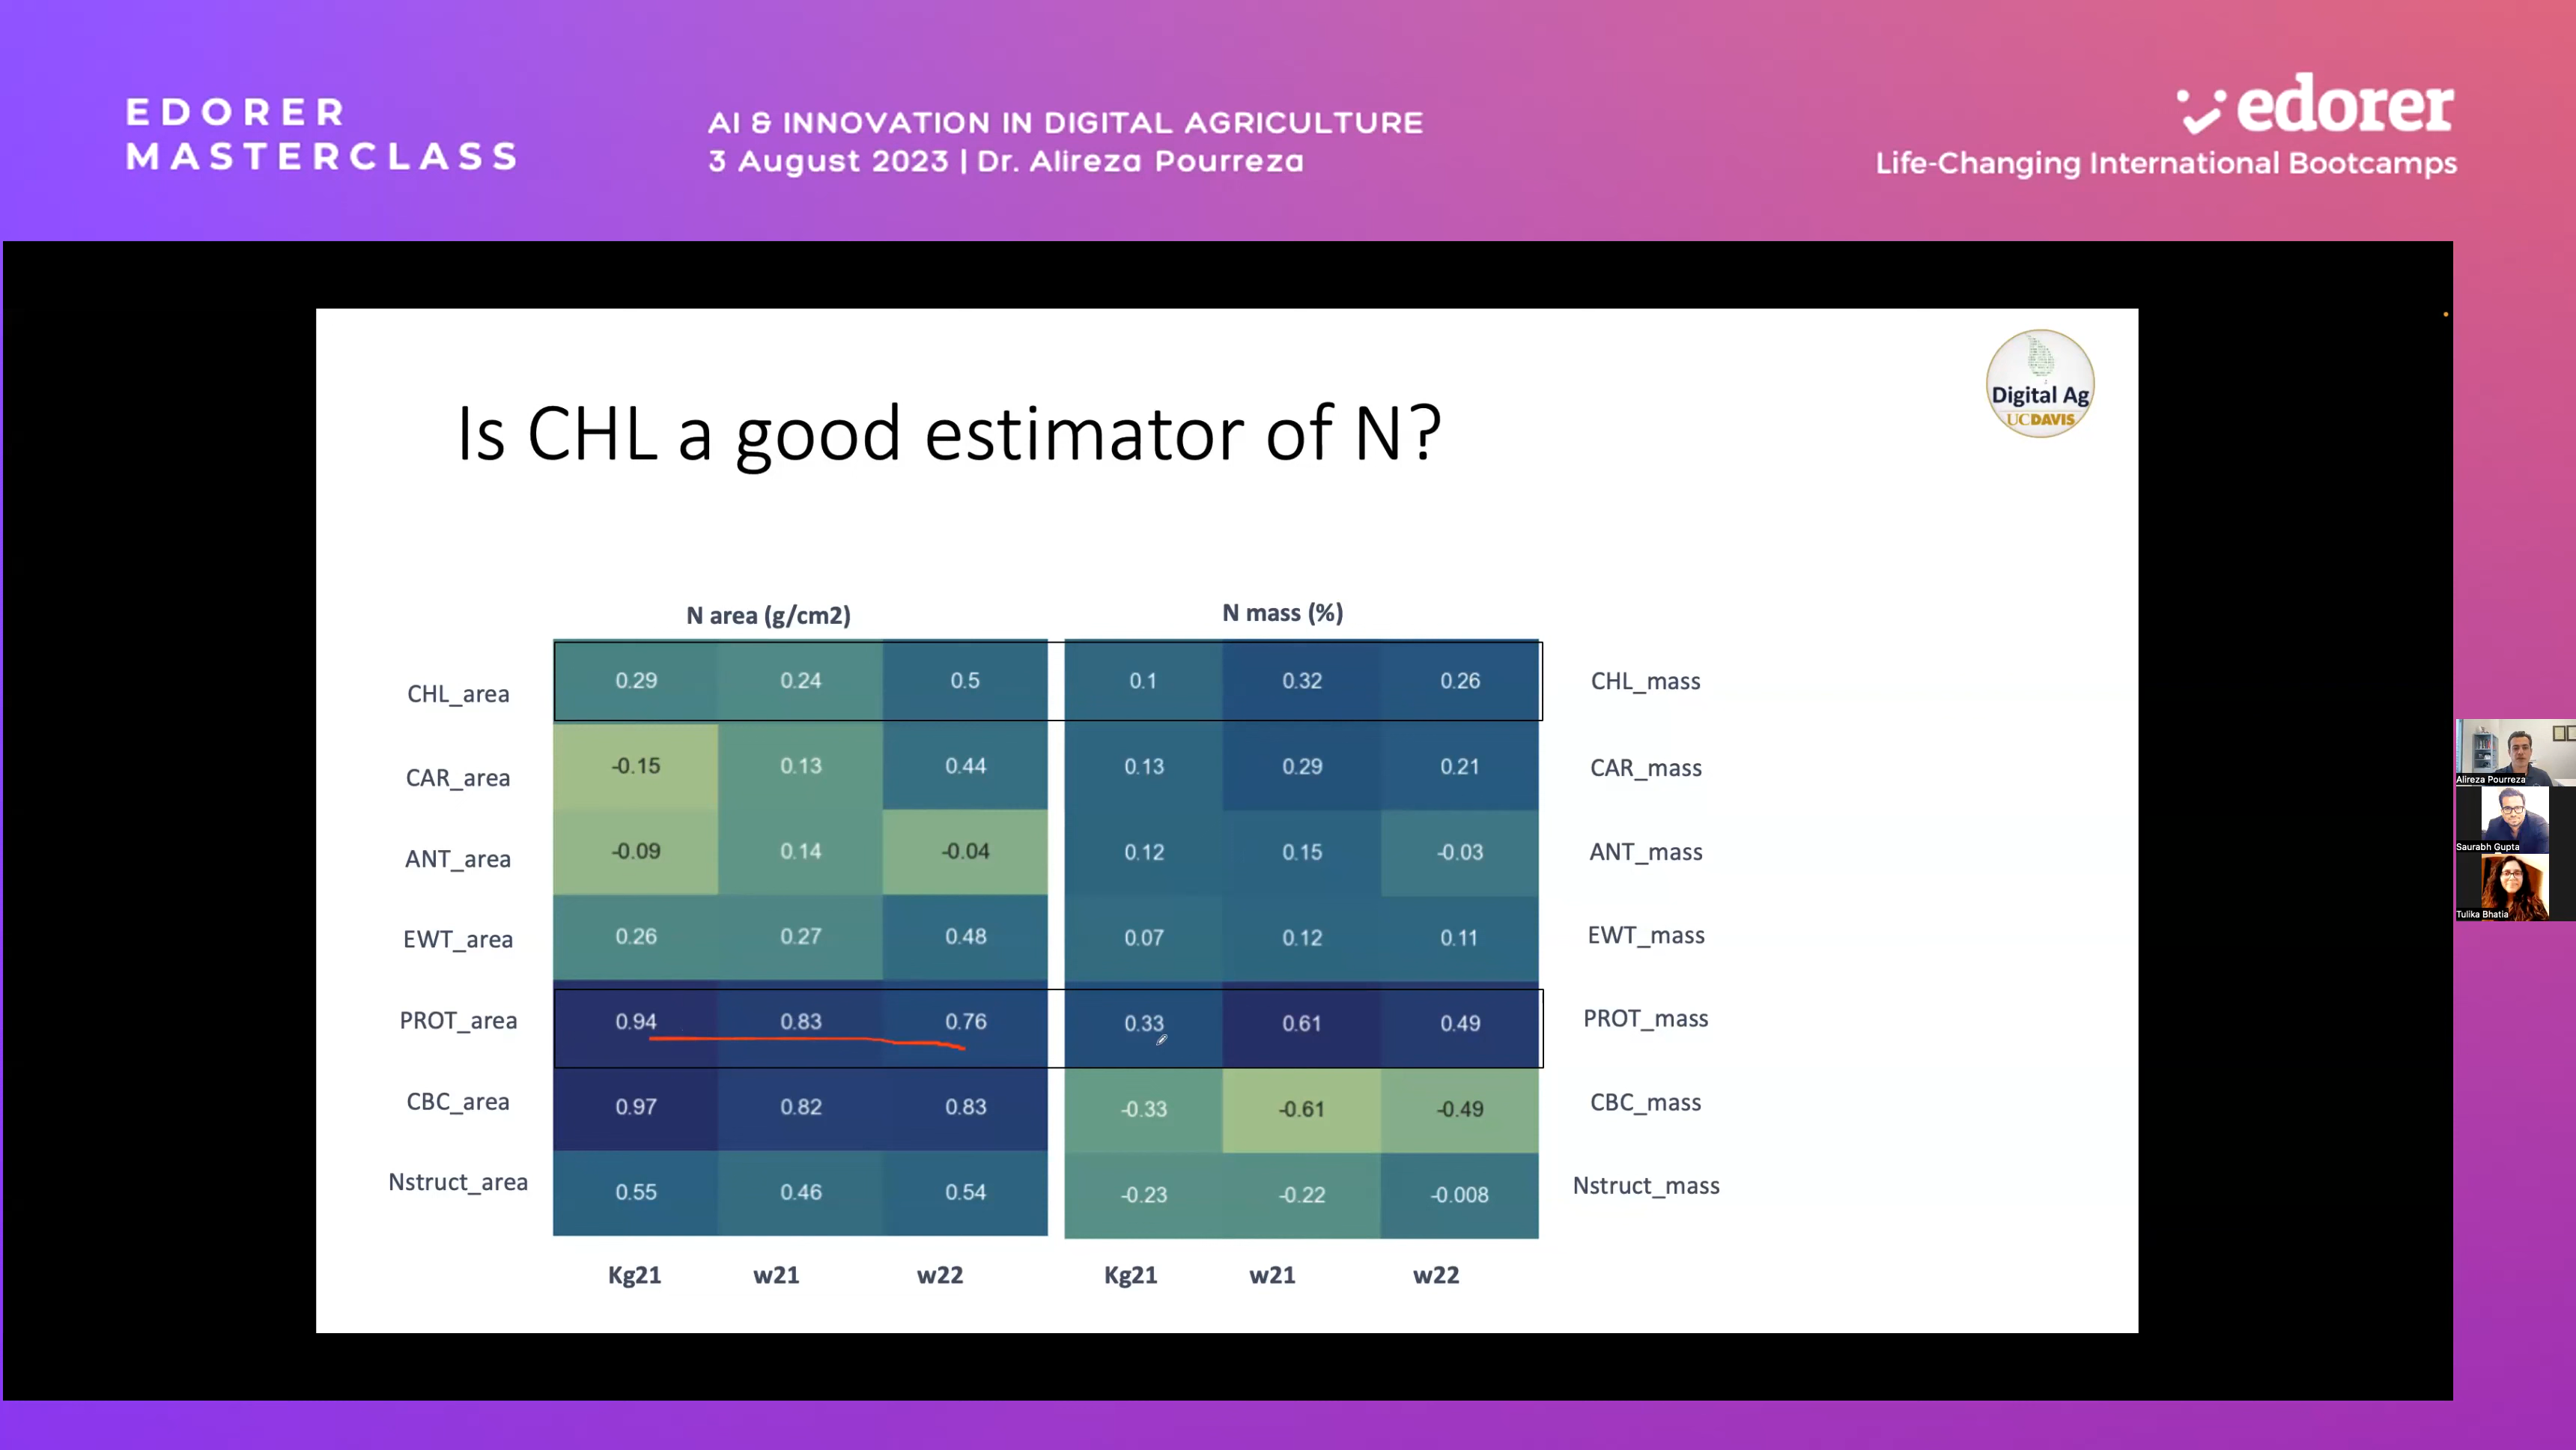 EDORER
MASTERCLASS
AI & INNOVATION IN DIGITAL AGRICULTURE
3 August 2023 | Dr. Alireza Pourreza
edorer
Life-Changing International Bootcamps
Digital Ag
UCDAVIS
Is CHL a good estimator of N?
N area (g/cm2) N mass (%)
CHL_area 0.29 0.24 0.5 0.1 0.32 0.26 CHL_mass
CAR_area -0.15 0.13 0.44 0.13 0.29 0.21 CAR_mass
ANT_area -0.09 0.14 -0.04 0.12 0.15 -0.03 ANT_mass
EWT_area 0.26 0.27 0.48 0.07 0.12 0.11 EWT_mass
PROT_area 0.94 0.83 0.76 0.33 0.61 0.49 PROT_mass
CBC_area 0.97 0.82 0.83 -0.33 -0.61 -0.49 CBC_mass
Nstruct_area 0.55 0.46 0.54 -0.23 -0.22 -0.008 Nstruct_mass
Kg21 w21 w22 Kg21 w21 w22
Alireza Pourreza
Saurabh Gupta
Tulika Bhatia